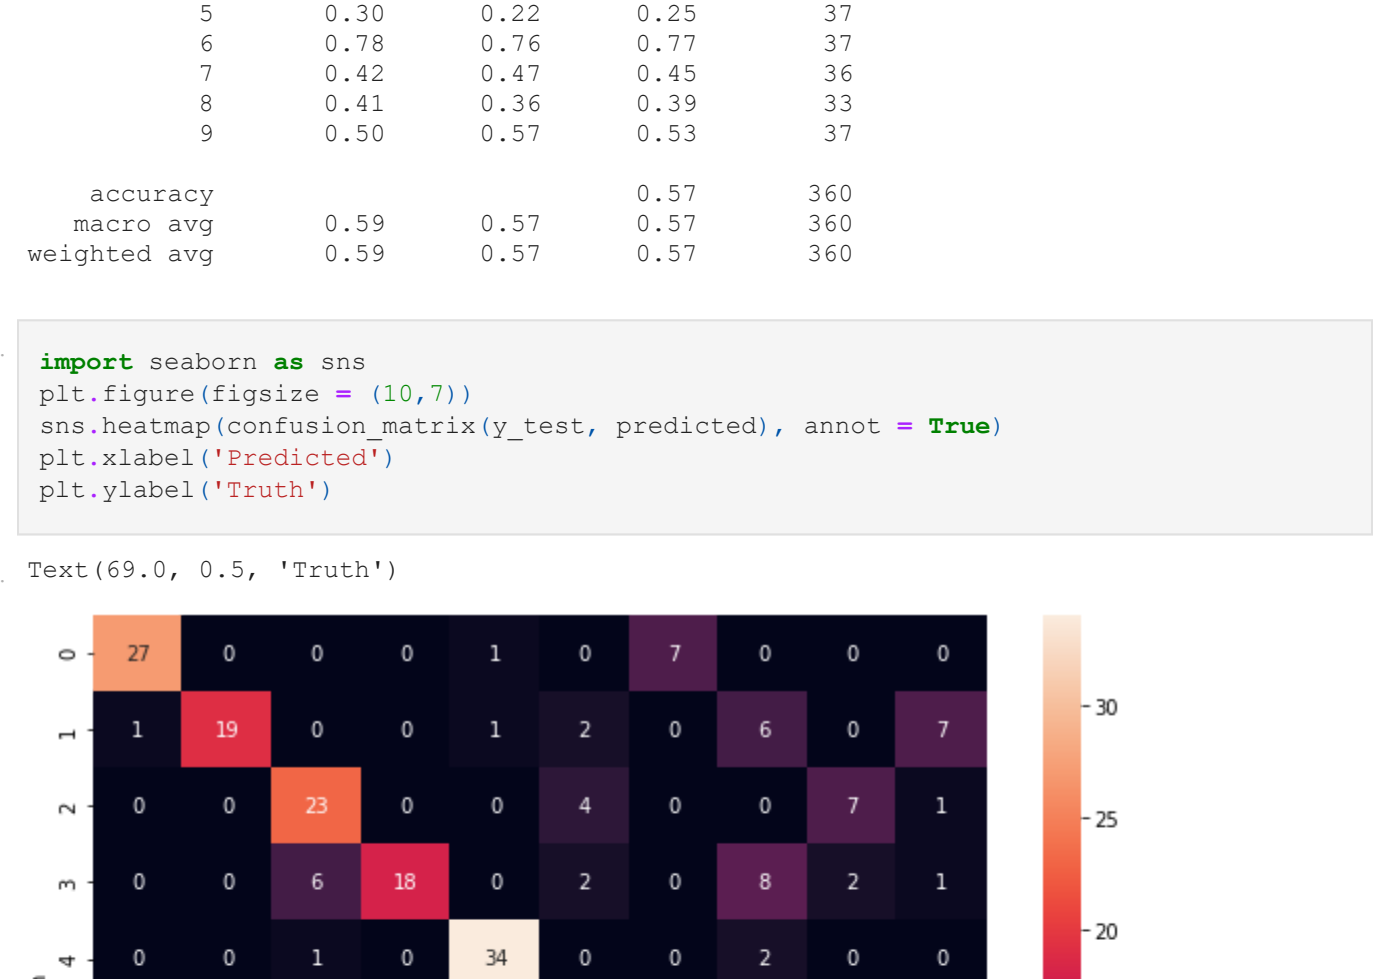 5 0.30 0.22 0.25 37
6 0.78 0.76 0.77 37
7 0.42 0.47 0.45 36
8 0.41 0.36 0.39 33
9 0.50 0.57 0.53 37
accuracy 0.57 360
macro avg 0.59 0.57 0.57 360
weighted avg 0.59 0.57 0.57 360
import seaborn as sns
plt.figure(figsize = (10,7))
sns.heatmap(confusion_matrix(y_test, predicted), annot = True)
plt.xlabel('Predicted')
plt.ylabel('Truth')
Text(69.0, 0.5, 'Truth')
0 27 0 0 0 1 0 7 0 0 0
30
1 1 19 0 0 1 2 0 6 0 7
2 0 0 23 0 0 4 0 0 7 1
25
3 0 0 6 18 0 2 0 8 2 1
20
4 0 0 1 0 34 0 0 2 0 0